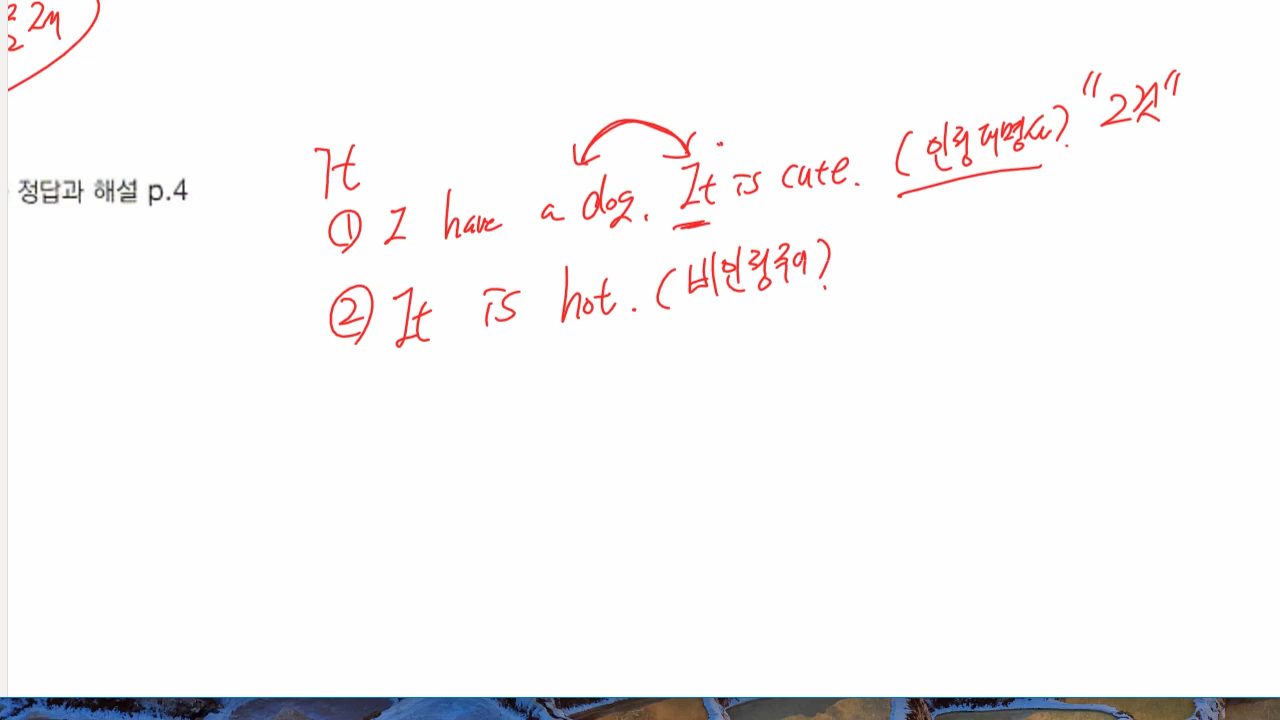 정답과 해설 p.4
It
① I have a dog. It is cute. (인칭대명사) "그것"
② It is hot. (비인칭주어)